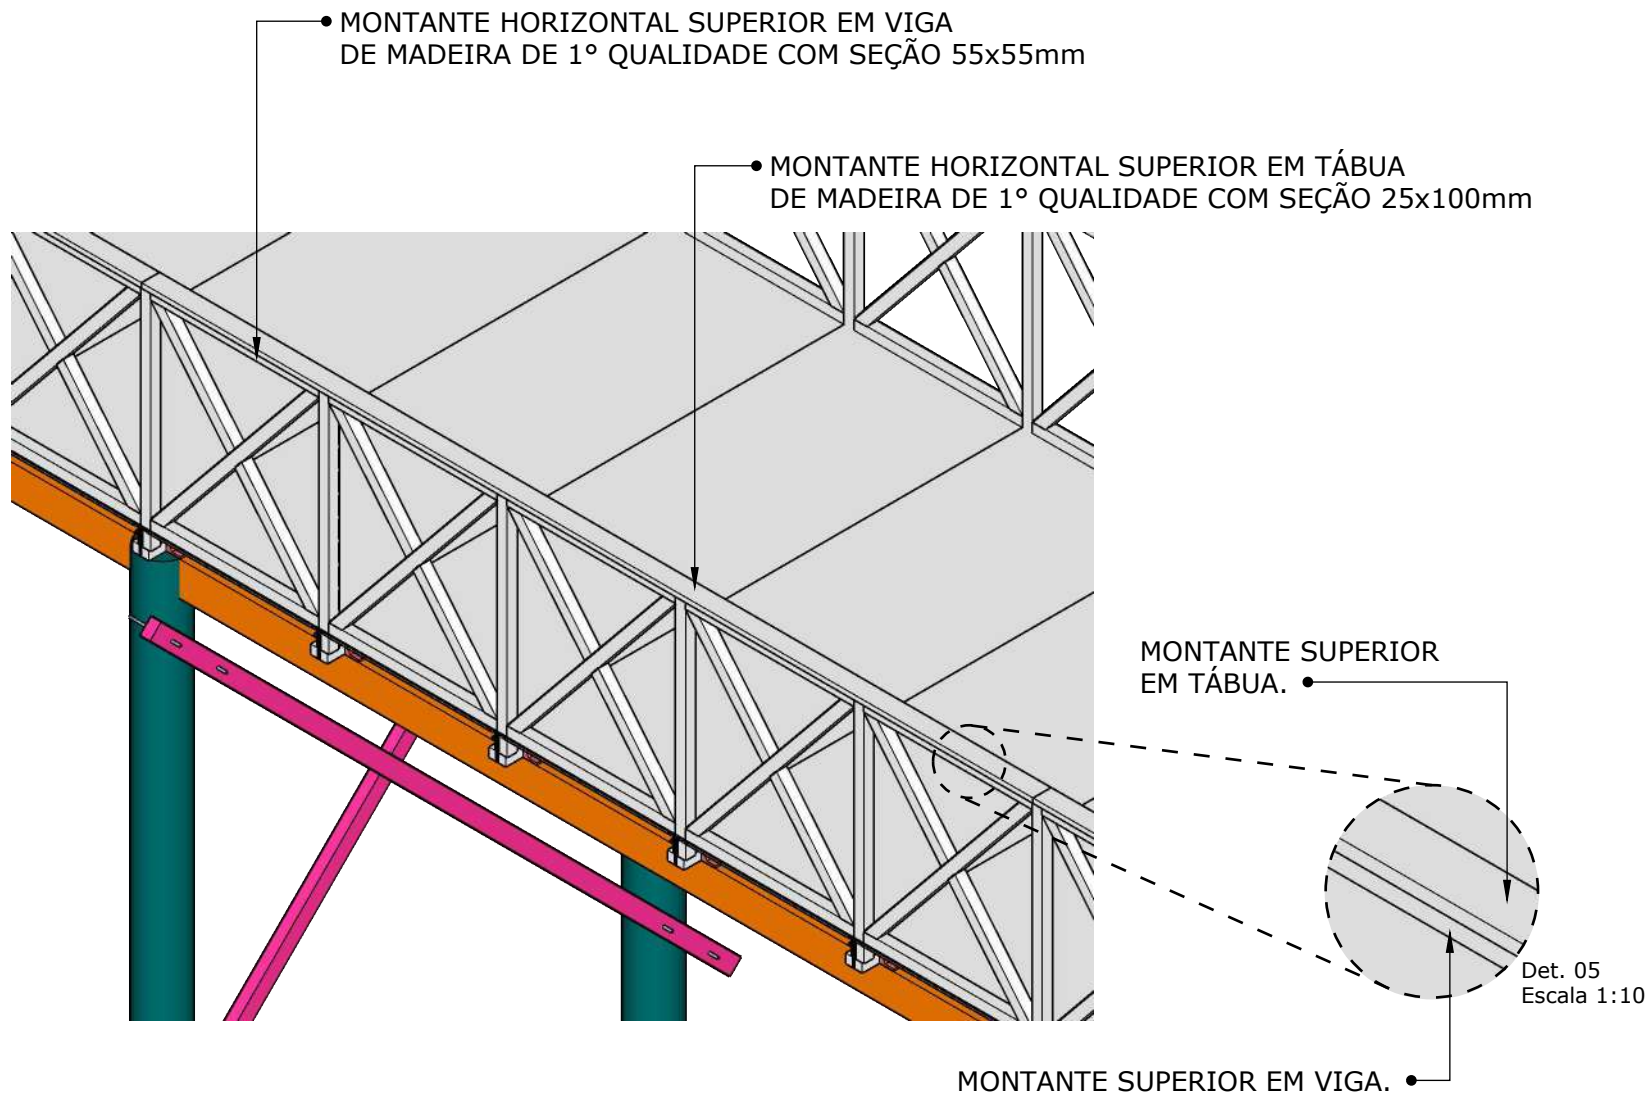 MONTANTE HORIZONTAL SUPERIOR EM VIGA
DE MADEIRA DE 1° QUALIDADE COM SEÇÃO 55x55mm
MONTANTE HORIZONTAL SUPERIOR EM TÁBUA
DE MADEIRA DE 1° QUALIDADE COM SEÇÃO 25x100mm
MONTANTE SUPERIOR
EM TÁBUA.
Det. 05
Escala 1:10
MONTANTE SUPERIOR EM VIGA.